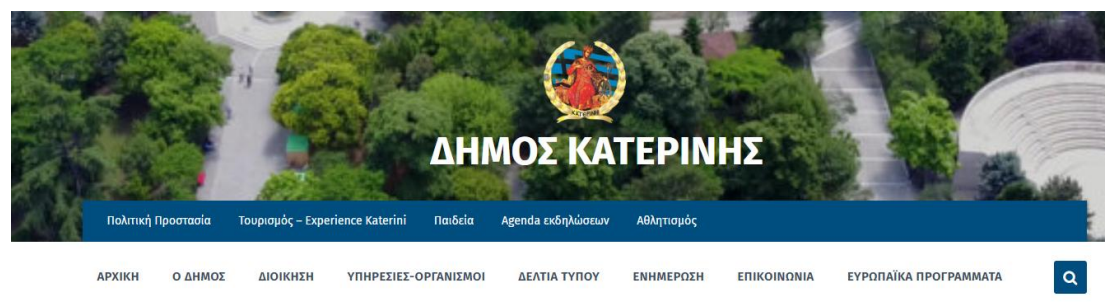 ΚΑΤΕΡΙΝΗ
ΔΗΜΟΣ ΚΑΤΕΡΙΝΗΣ
Πολιτική Προστασία Τουρισμός – Experience Katerini Παιδεία Agenda εκδηλώσεων Αθλητισμός
ΑΡΧΙΚΗ Ο ΔΗΜΟΣ ΔΙΟΙΚΗΣΗ ΥΠΗΡΕΣΙΕΣ-ΟΡΓΑΝΙΣΜΟΙ ΔΕΛΤΙΑ ΤΥΠΟΥ ΕΝΗΜΕΡΩΣΗ ΕΠΙΚΟΙΝΩΝΙΑ ΕΥΡΩΠΑΪΚΑ ΠΡΟΓΡΑΜΜΑΤΑ